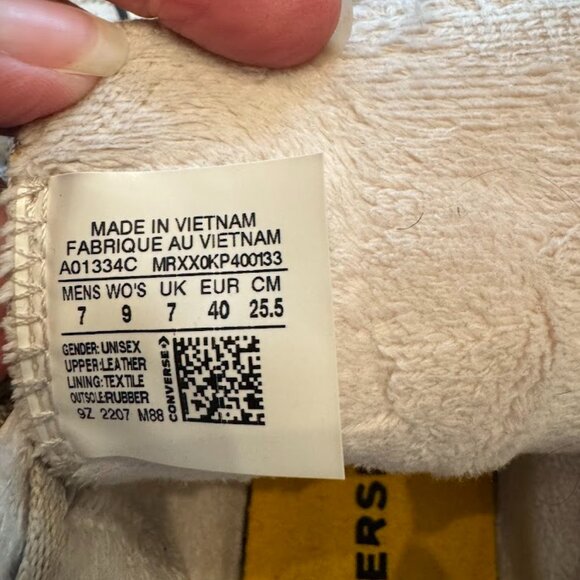 MADE IN VIETNAM
FABRIQUE AU VIETNAM
A01334C MRXX0KP400133
MENS WO'S UK EUR CM
7 9 7 40 25.5
GENDER: UNISEX
UPPER:LEATHER
LINING:TEXTILE
OUTSOLE:RUBBER
9Z 2207 M88
CONVERSE
ERS